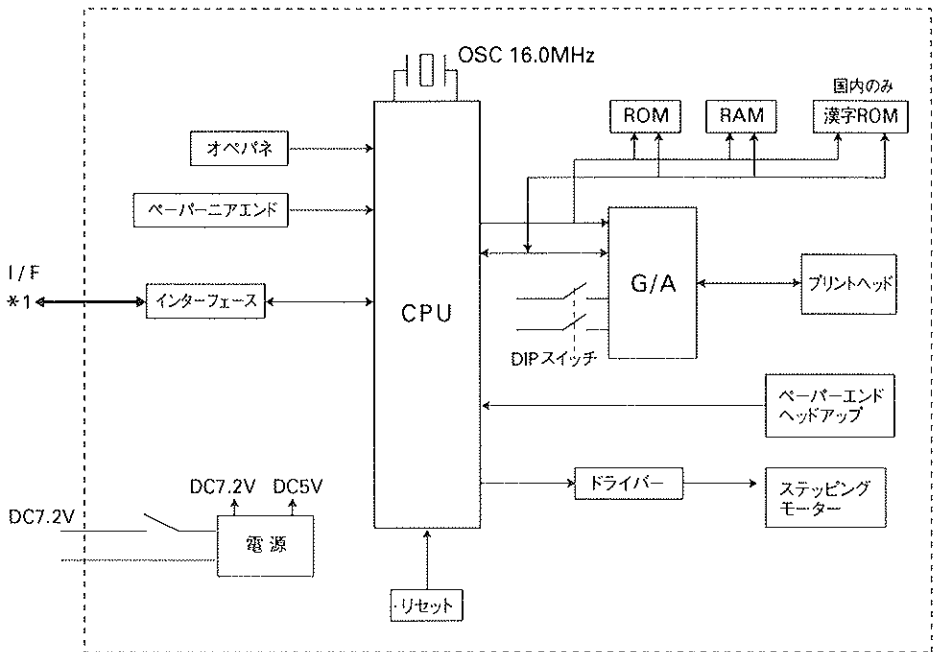 OSC 16.0MHz
国内のみ
ROM
RAM
漢字ROM
オペパネ
ペーパーニアエンド
I/F
*1
インターフェース
CPU
G/A
プリントヘッド
DIPスイッチ
ペーパーエンド
ヘッドアップ
DC7.2V
DC5V
ドライバー
ステッピング
モーター
DC7.2V
電源
リセット